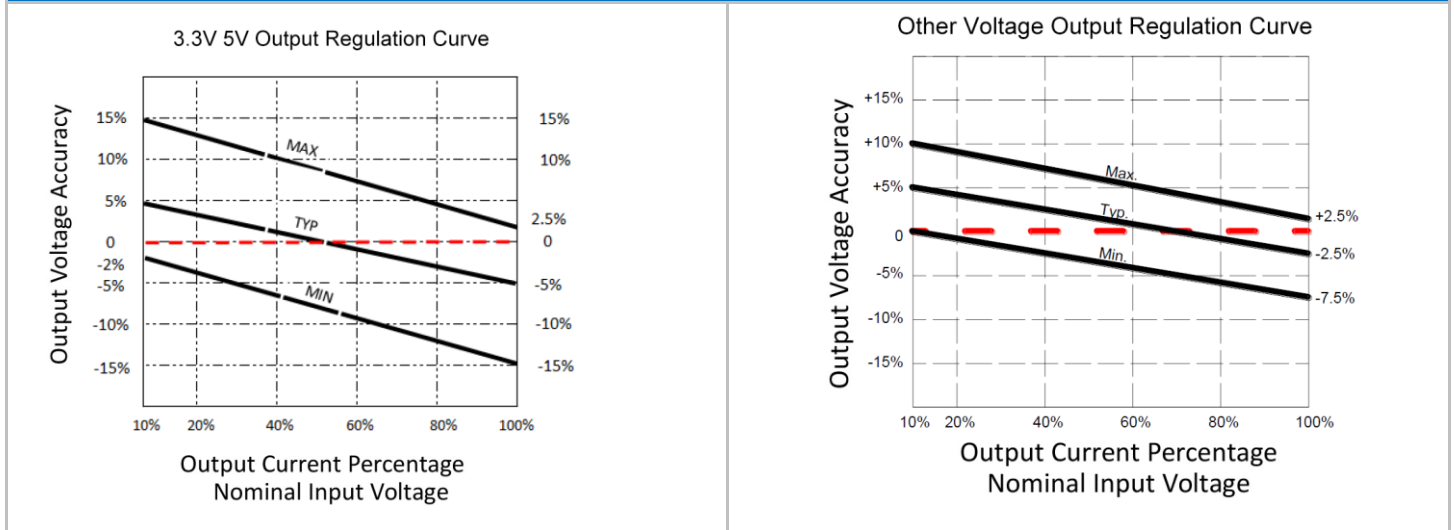 3.3V 5V Output Regulation Curve
Output Voltage Accuracy
15%
10%
5%
0
-2%
-5%
-10%
-15%
MAX
TYP
MIN
15%
10%
2.5%
0
-5%
-10%
-15%
10% 20% 40% 60% 80% 100%
Output Current Percentage
Nominal Input Voltage
Other Voltage Output Regulation Curve
Output Voltage Accuracy
+15%
+10%
+5%
0
-5%
-10%
-15%
Max.
Typ.
Min.
+2.5%
-2.5%
-7.5%
10% 20% 40% 60% 80% 100%
Output Current Percentage
Nominal Input Voltage